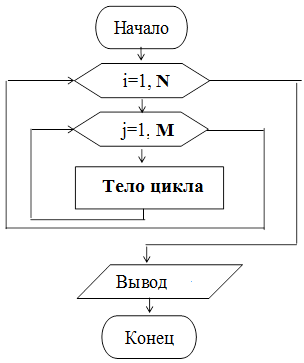 Начало
i=1, N
j=1, M
Тело цикла
Вывод
Конец